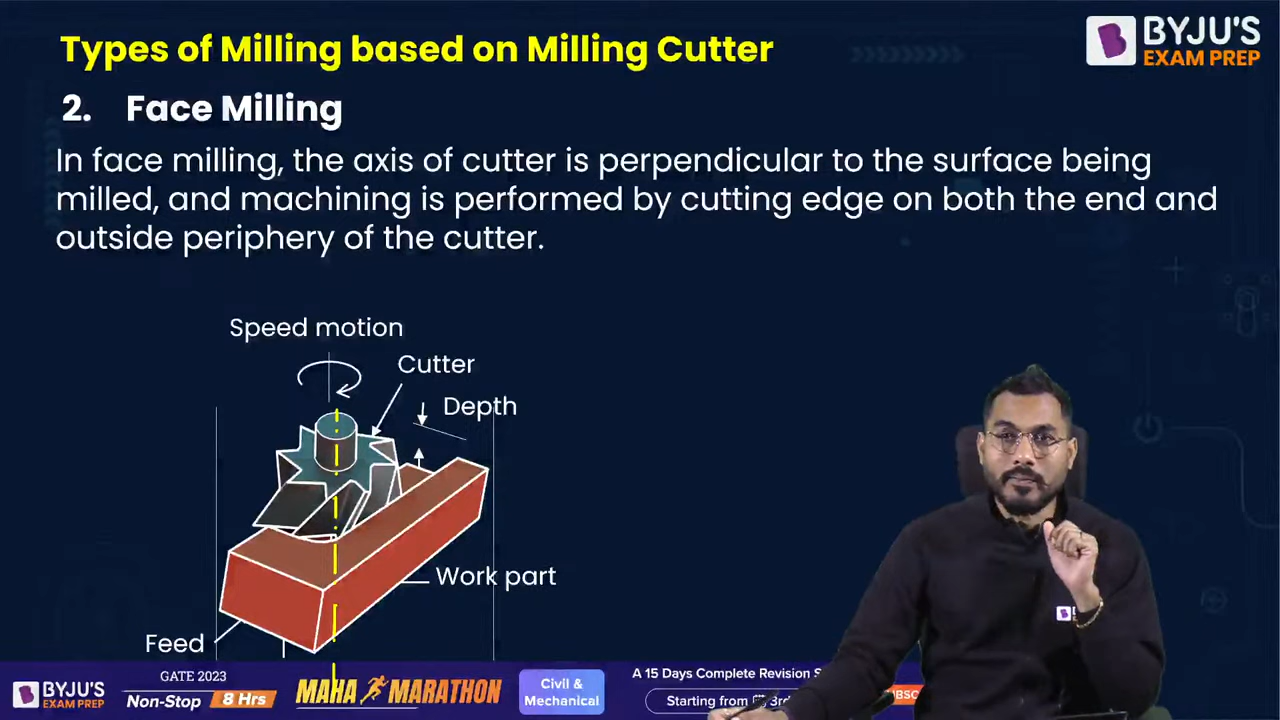 Types of Milling based on Milling Cutter
BYJU'S
EXAM PREP
2. Face Milling
In face milling, the axis of cutter is perpendicular to the surface being
milled, and machining is performed by cutting edge on both the end and
outside periphery of the cutter.
Speed motion
Cutter
Depth
Work part
Feed
BYJU'S
EXAM PREP
GATE 2023
Non-Stop 8 Hrs
MAHA MARATHON
Civil &
Mechanical
A 15 Days Complete Revision
Starting from